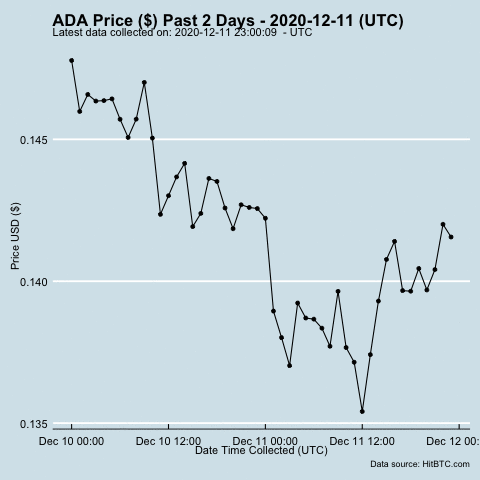 ADA Price ($) Past 2 Days - 2020-12-11 (UTC)
Latest data collected on: 2020-12-11 23:00:09 - UTC
0.145
0.140
0.135
Price USD ($)
Dec 10 00:00 Dec 10 12:00 Dec 11 00:00 Dec 11 12:00 Dec 12 00:
Date Time Collected (UTC)
Data source: HitBTC.com